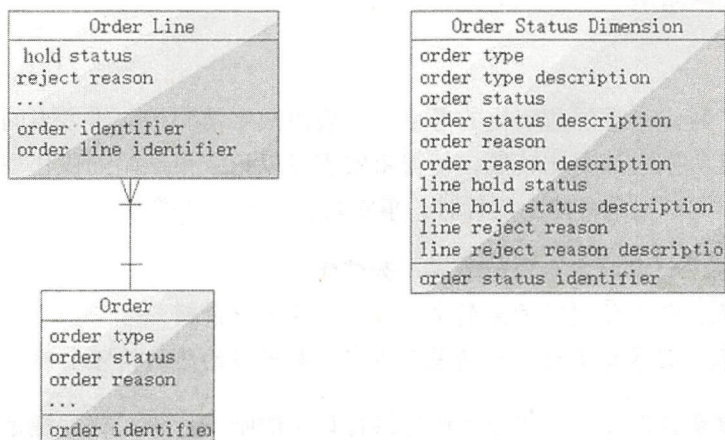 Order Line
hold status
reject reason
...
order identifier
order line identifier
Order
order type
order status
order reason
...
order identifier
Order Status Dimension
order type
order type description
order status
order status description
order reason
order reason description
line hold status
line hold status description
line reject reason
line reject reason descriptio
order status identifier